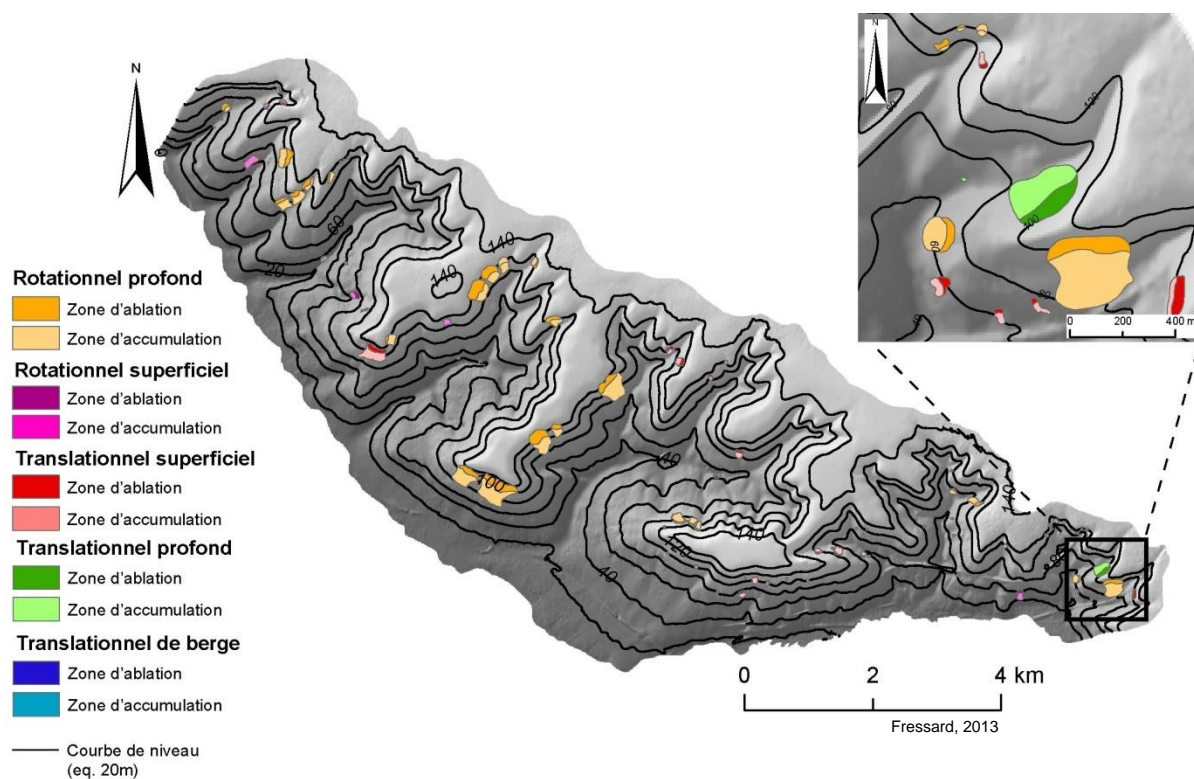 N
N
Rotationnel profond
Zone d'ablation
Zone d'accumulation
Rotationnel superficiel
Zone d'ablation
Zone d'accumulation
Translationnel superficiel
Zone d'ablation
Zone d'accumulation
Translationnel profond
Zone d'ablation
Zone d'accumulation
Translationnel de berge
Zone d'ablation
Zone d'accumulation
Courbe de niveau
(eq. 20m)
60
20
140
140
100
40
40
140
140
80
120
100
80
0 200 400 m
0 2 4 km
Fressard, 2013